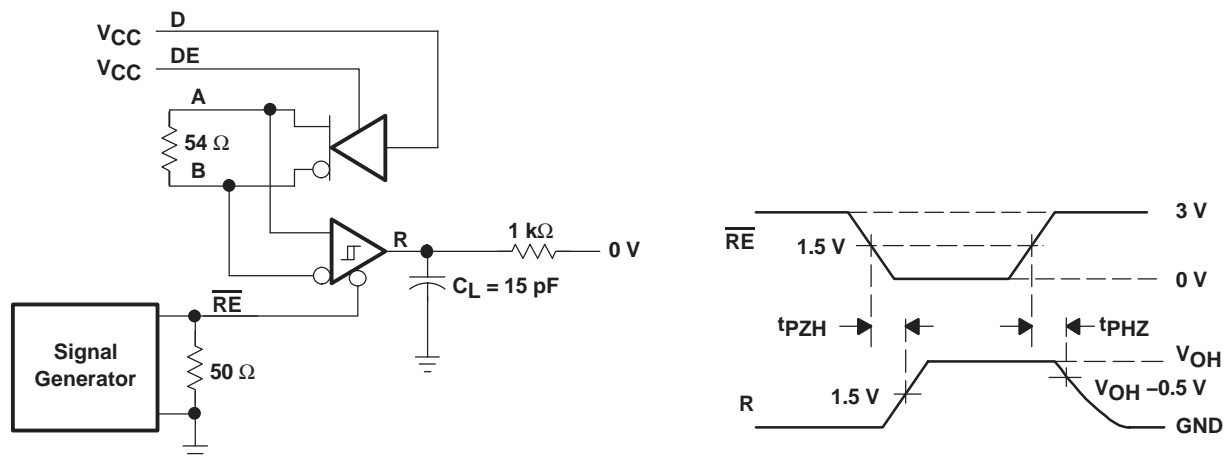 D
VCC
DE
VCC
A
54 Ω
B
R
1 kΩ
0 V
CL = 15 pF
RE
Signal
Generator
50 Ω
3 V
RE
1.5 V
0 V
tPZH
tPHZ
VOH
VOH −0.5 V
1.5 V
R
GND